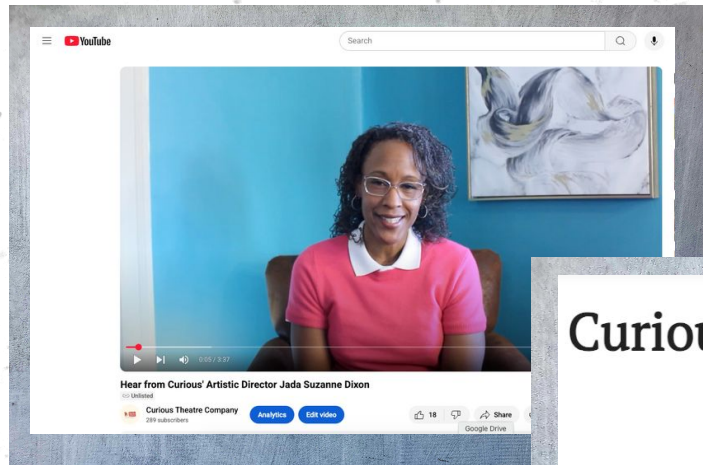 YouTube
Search
0:05 / 3:37
Hear from Curious' Artistic Director Jada Suzanne Dixon
Unlisted
Curious Theatre Company
289 subscribers
Analytics
Edit video
18
Share
Google Drive
Curiou